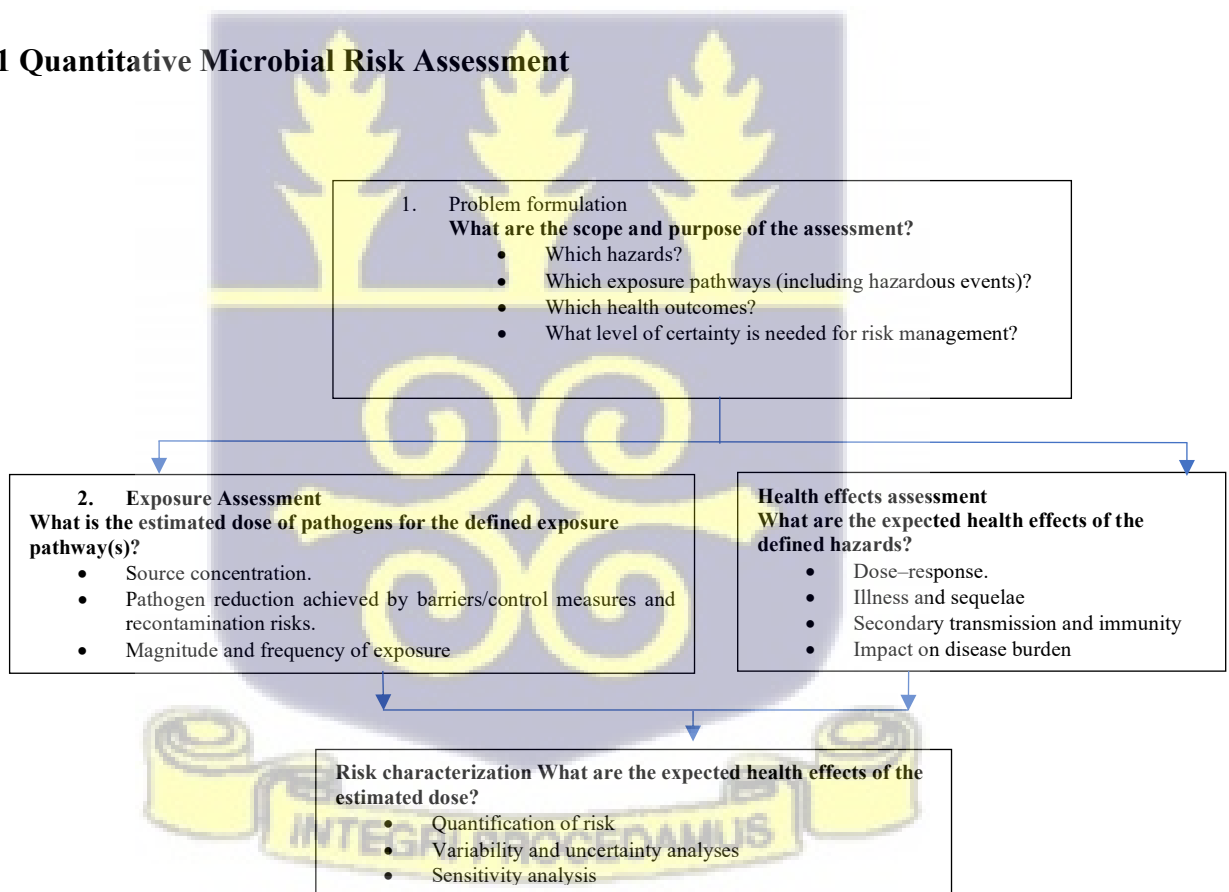 1 Quantitative Microbial Risk Assessment
1. Problem formulation
What are the scope and purpose of the assessment?
• Which hazards?
• Which exposure pathways (including hazardous events)?
• Which health outcomes?
• What level of certainty is needed for risk management?
2. Exposure Assessment
What is the estimated dose of pathogens for the defined exposure
pathway(s)?
• Source concentration.
• Pathogen reduction achieved by barriers/control measures and
recontamination risks.
• Magnitude and frequency of exposure
Health effects assessment
What are the expected health effects of the
defined hazards?
• Dose–response.
• Illness and sequelae
• Secondary transmission and immunity
• Impact on disease burden
Risk characterization What are the expected health effects of the
estimated dose?
• Quantification of risk
• Variability and uncertainty analyses
• Sensitivity analysis
INTEGRI PROCEDAMUS